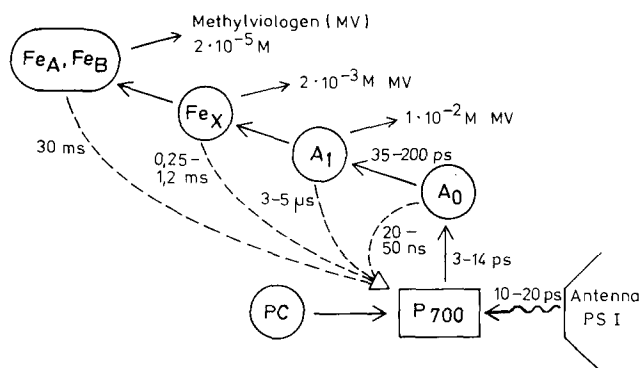 Methylviologen (MV)
2·10⁻⁵ M
Fe_A, Fe_B
2·10⁻³ M MV
Fe_X
1·10⁻² M MV
30 ms
0,25–
1,2 ms
A₁
35–200 ps
3–5 µs
A₀
20–
50 ns
3–14 ps
10–20 ps
Antenna
PS I
PC
P₇₀₀